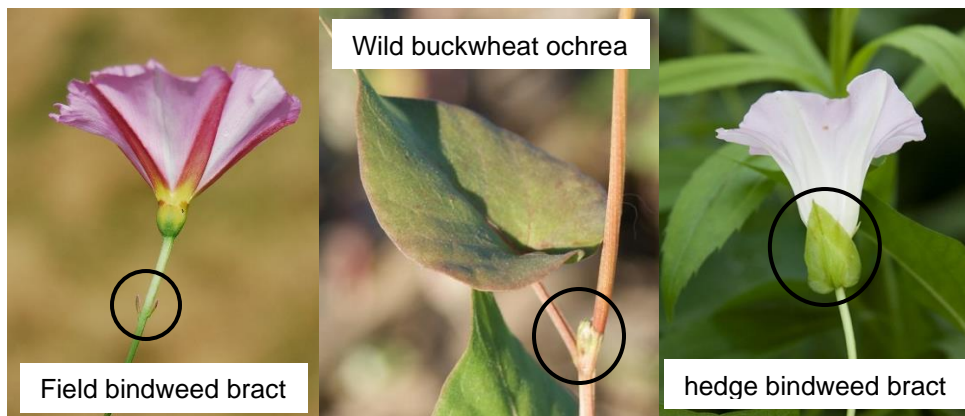 Wild buckwheat ochrea
Field bindweed bract
hedge bindweed bract